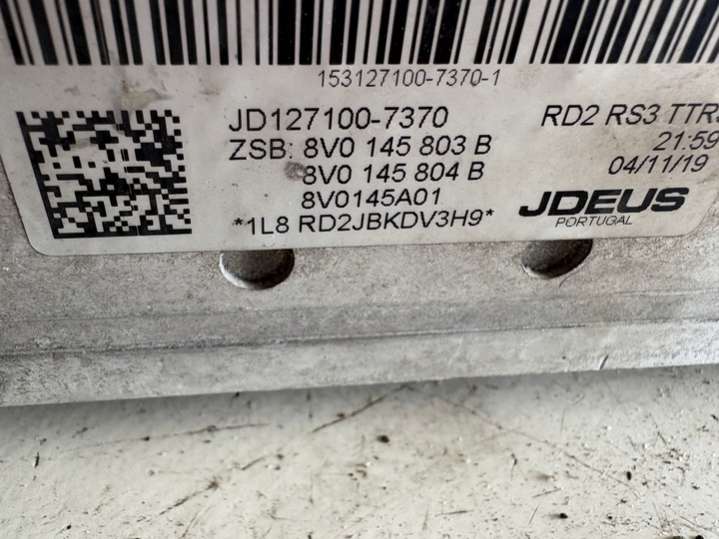 153127100-7370-1
JD127100-7370
RD2 RS3
ZSB: 8V0 145 803 B
21:59
8V0 145 804 B
04/11/19
8V0145A01
JDEUS
*1L8 RD2JBKDV3H9*
PORTUGAL